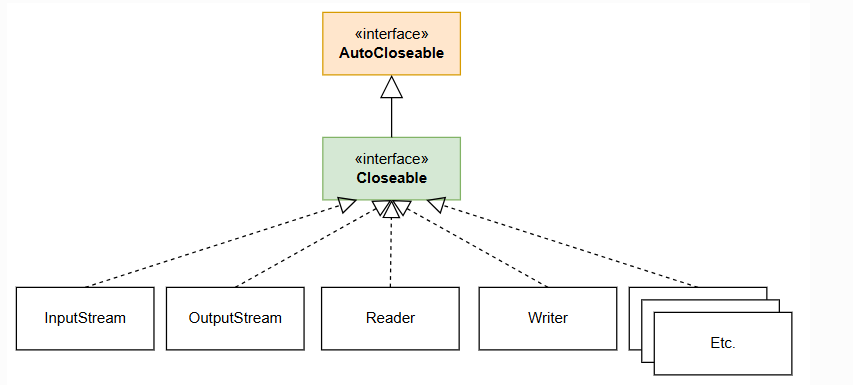 «interface»
AutoCloseable
«interface»
Closeable
InputStream
OutputStream
Reader
Writer
Etc.